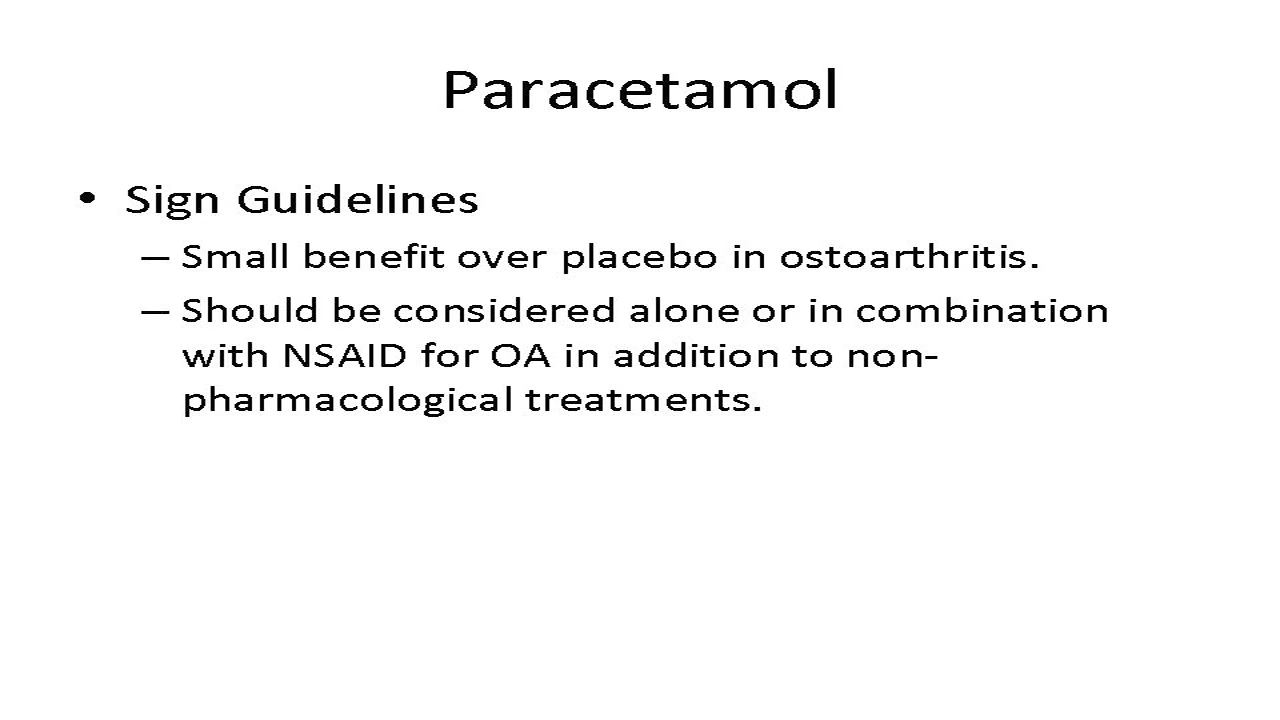 Paracetamol
• Sign Guidelines
– Small benefit over placebo in ostoarthritis.
– Should be considered alone or in combination
with NSAID for OA in addition to non-
pharmacological treatments.